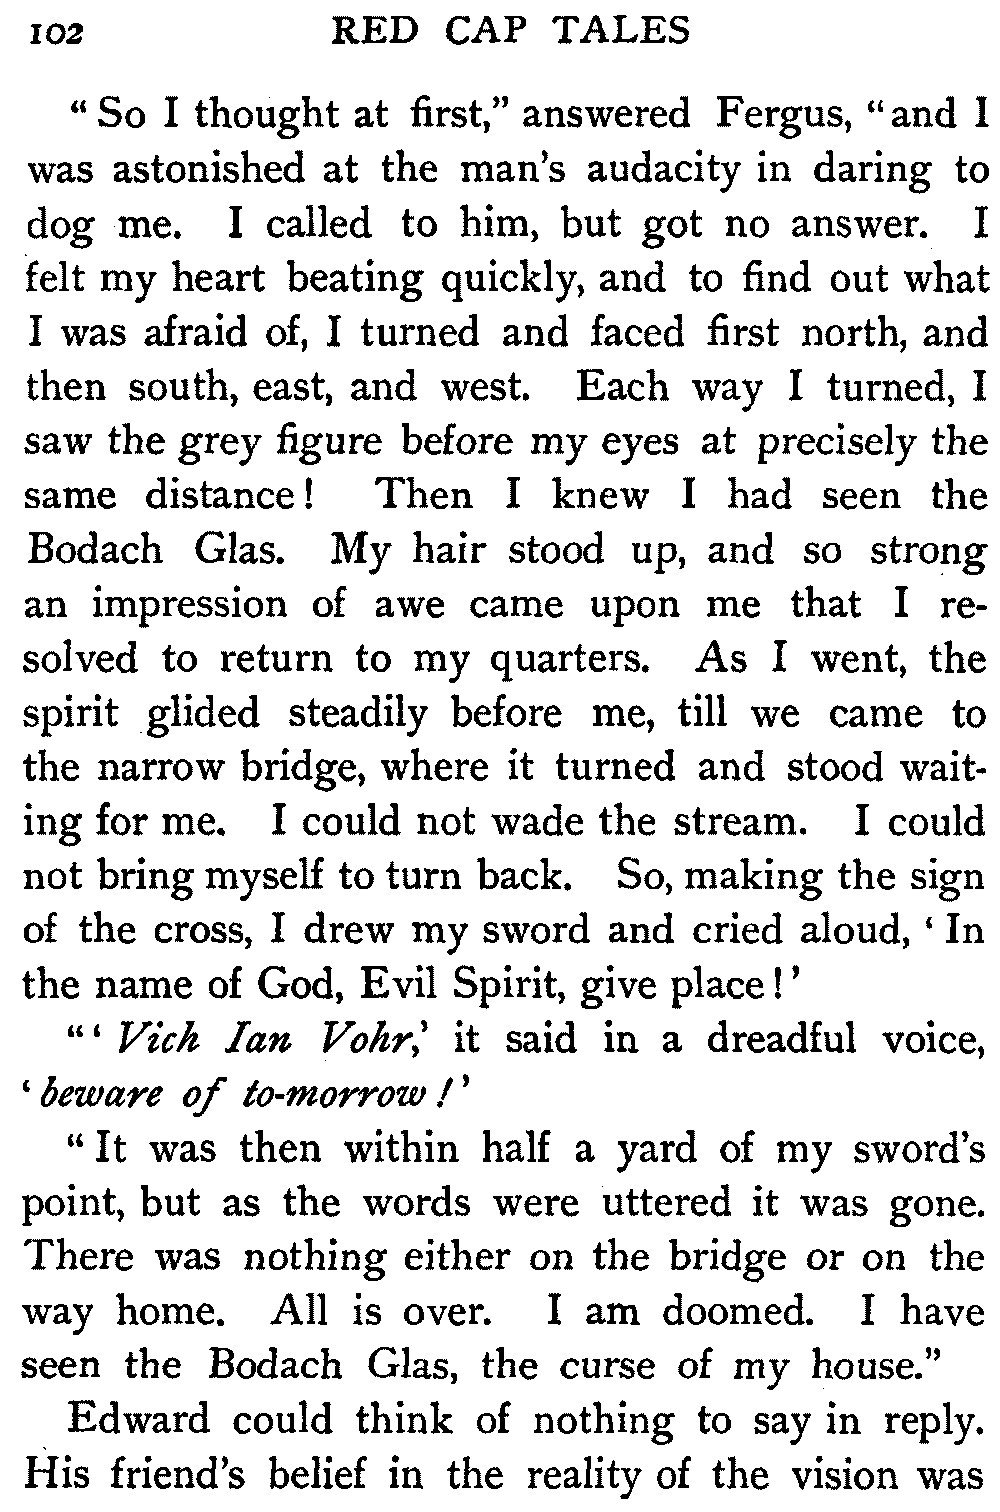 102 RED CAP TALES
“So I thought at first,” answered Fergus, “and I
was astonished at the man’s audacity in daring to
dog me. I called to him, but got no answer. I
felt my heart beating quickly, and to find out what
I was afraid of, I turned and faced first north, and
then south, east, and west. Each way I turned, I
saw the grey figure before my eyes at precisely the
same distance! Then I knew I had seen the
Bodach Glas. My hair stood up, and so strong
an impression of awe came upon me that I re-
solved to return to my quarters. As I went, the
spirit glided steadily before me, till we came to
the narrow bridge, where it turned and stood wait-
ing for me. I could not wade the stream. I could
not bring myself to turn back. So, making the sign
of the cross, I drew my sword and cried aloud, ‘In
the name of God, Evil Spirit, give place!’
“‘Vich Ian Vohr,’ it said in a dreadful voice,
‘beware of to-morrow!’
“It was then within half a yard of my sword’s
point, but as the words were uttered it was gone.
There was nothing either on the bridge or on the
way home. All is over. I am doomed. I have
seen the Bodach Glas, the curse of my house.”
Edward could think of nothing to say in reply.
His friend’s belief in the reality of the vision was